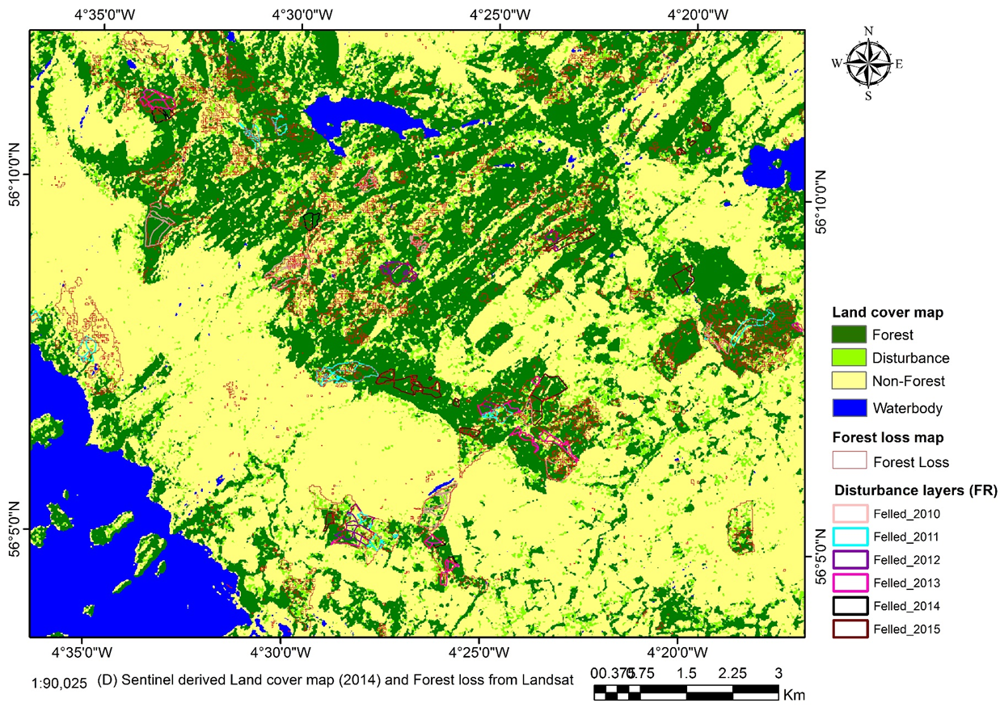 4°35'0"W 4°30'0"W 4°25'0"W 4°20'0"W
N
W E
S
56°10'0"N
56°10'0"N
Land cover map
Forest
Disturbance
Non-Forest
Waterbody
Forest loss map
Forest Loss
Disturbance layers (FR)
Felled_2010
Felled_2011
Felled_2012
Felled_2013
Felled_2014
Felled_2015
56°5'0"N
56°5'0"N
4°35'0"W 4°30'0"W 4°25'0"W 4°20'0"W
1:90,025 (D) Sentinel derived Land cover map (2014) and Forest loss from Landsat
00.3750.75 1.5 2.25 3
Km